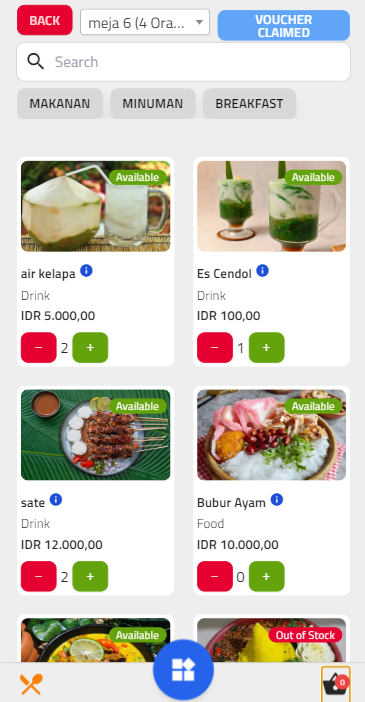 BACK
meja 6 (4 Ora...
VOUCHER
CLAIMED
Search
MAKANAN
MINUMAN
BREAKFAST
Available
Available
air kelapa
Es Cendol
Drink
Drink
IDR 5.000,00
IDR 100,00
− 2 +
− 1 +
Available
Available
sate
Bubur Ayam
Drink
Food
IDR 12.000,00
IDR 10.000,00
− 2 +
− 0 +
Available
Out of Stock
0